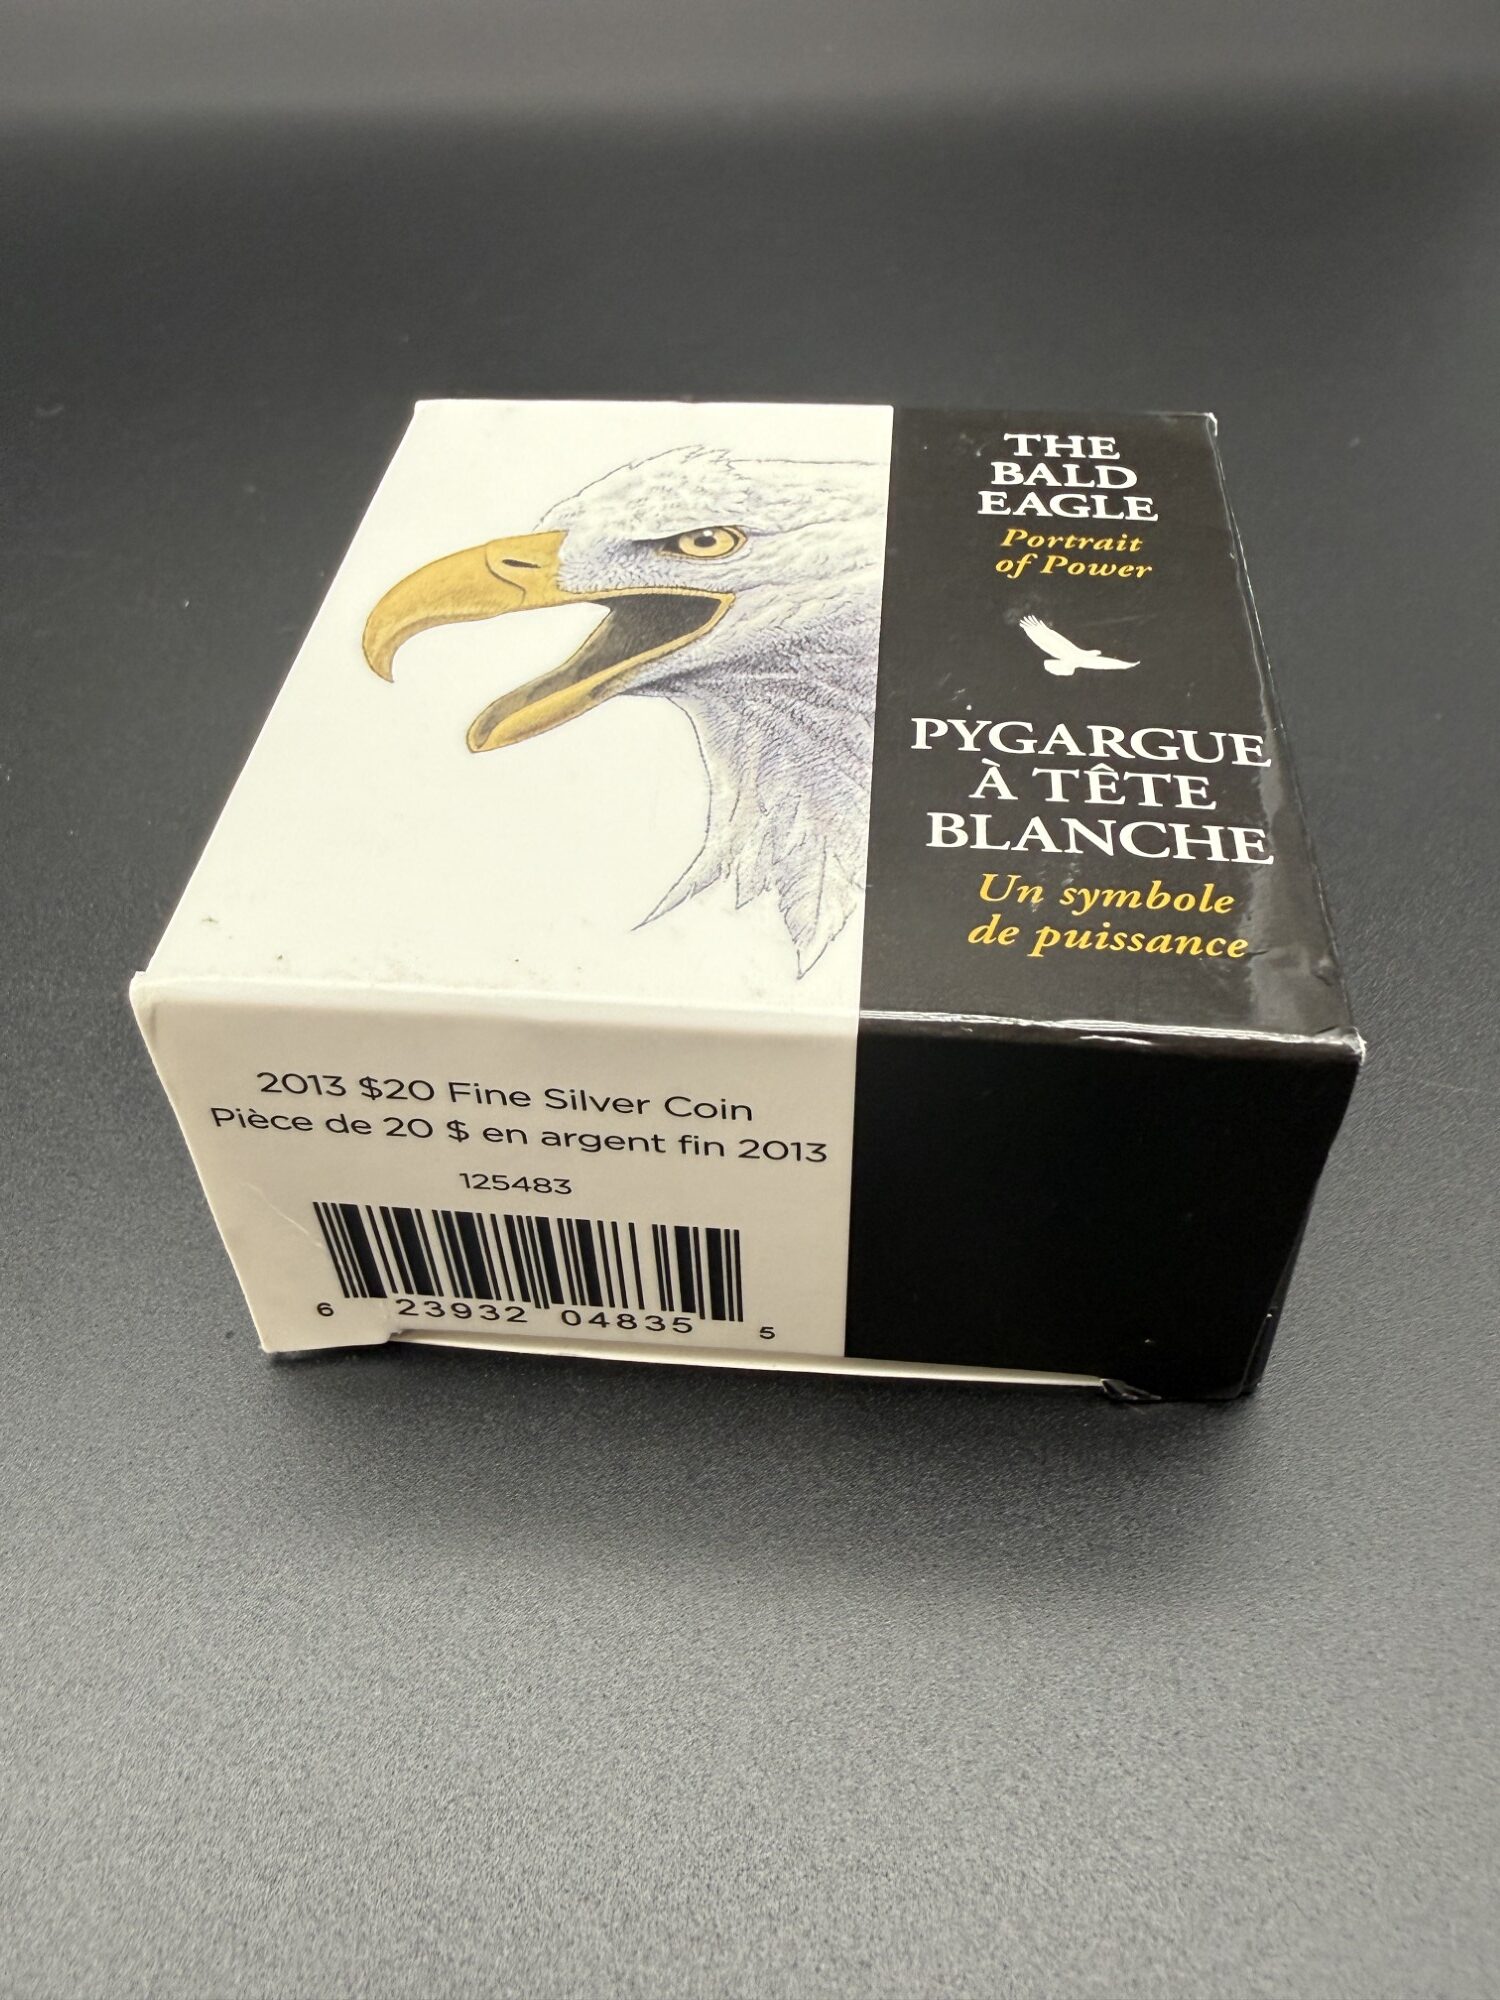 THE
BALD
EAGLE
Portrait
of Power
PYGARGUE
À TÊTE
BLANCHE
Un symbole
de puissance
2013 $20 Fine Silver Coin
Pièce de 20 $ en argent fin 2013
125483
6 23932 04835 5